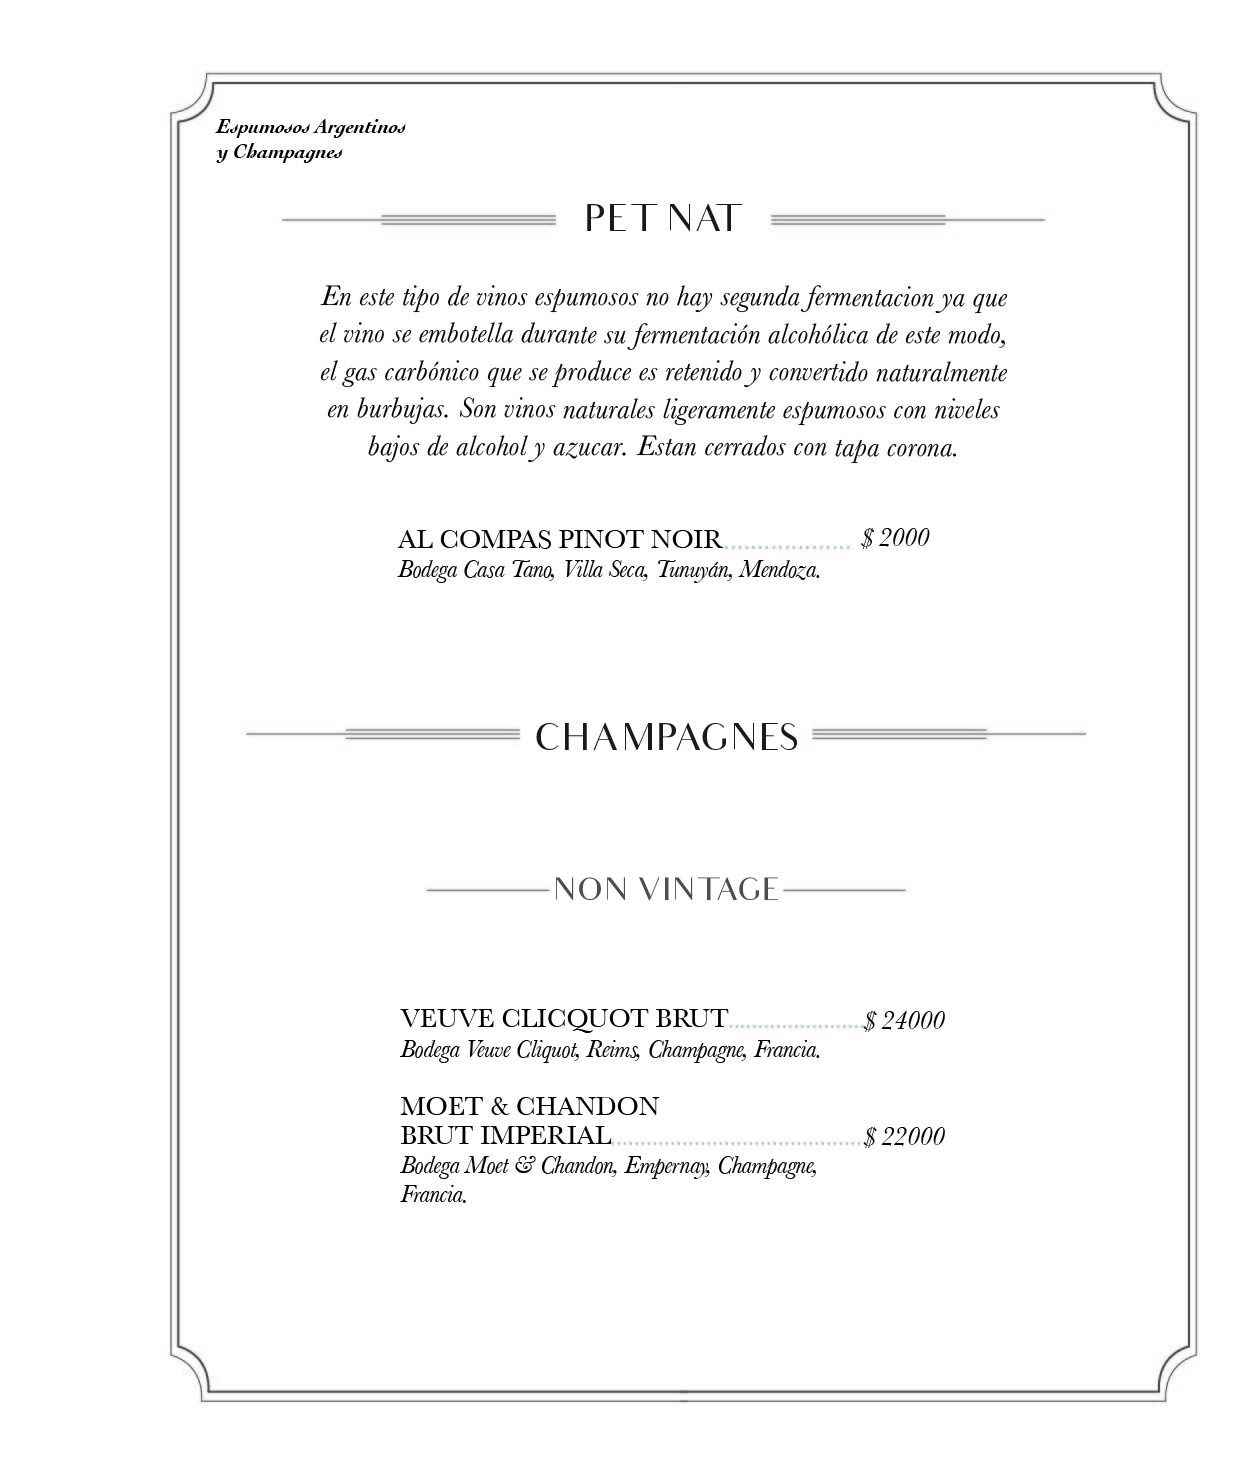 Espumosos Argentinos
y Champagnes
PET NAT
En este tipo de vinos espumosos no hay segunda fermentacion ya que
el vino se embotella durante su fermentación alcohólica de este modo,
el gas carbónico que se produce es retenido y convertido naturalmente
en burbujas. Son vinos naturales ligeramente espumosos con niveles
bajos de alcohol y azucar. Estan cerrados con tapa corona.
AL COMPAS PINOT NOIR................... $ 2000
Bodega Casa Tano, Villa Seca, Tunuyán, Mendoza.
CHAMPAGNES
NON VINTAGE
VEUVE CLICQUOT BRUT.....................$ 24000
Bodega Veuve Cliquot, Reims, Champagne, Francia.
MOET & CHANDON
BRUT IMPERIAL.......................................$ 22000
Bodega Moet & Chandon, Empernay, Champagne,
Francia.